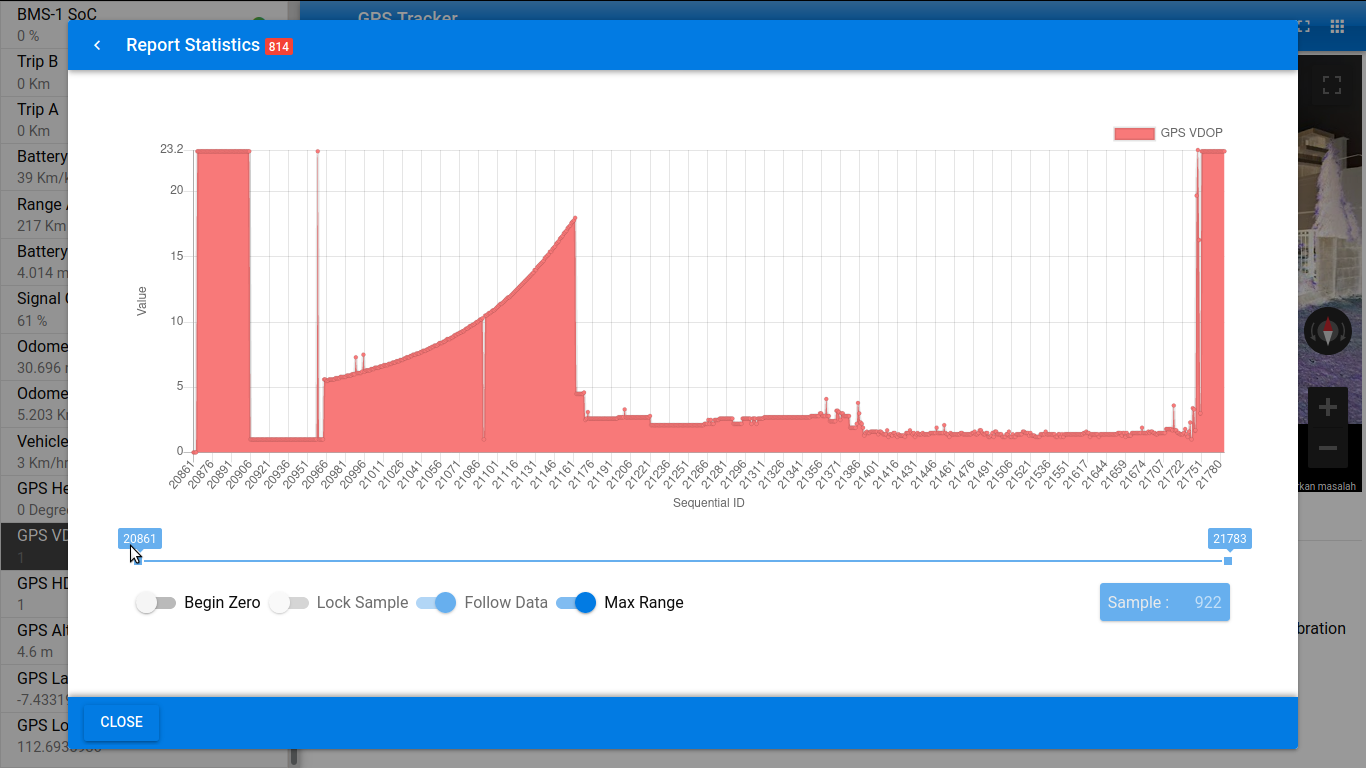 BMS-1 SoC
0 %
Trip B
0 Km
Trip A
0 Km
Battery
39 Km/
Range
217 Km
Battery
4.014 m
Signal
61 %
Odome
30.696
Odome
5.203 K
Vehicle
3 Km/hr
GPS He
0 Degree
GPS VD
1
GPS HD
1
GPS Alt
4.6 m
GPS La
-7.4331
GPS Lo
112.693
GPS Tracker
Report Statistics 814
GPS VDOP
23.2
20
15
10
5
0
Value
20861 20876 20891 20906 20921 20936 20951 20966 20981 20996 21011 21026 21041 21056 21071 21086 21101 21116 21131 21146 21161 21176 21191 21206 21221 21236 21251 21266 21281 21296 21311 21326 21341 21356 21371 21386 21401 21416 21431 21446 21461 21476 21491 21506 21521 21536 21551 21617 21644 21659 21674 21707 21722 21751 21780
Sequential ID
20861
21783
Begin Zero
Lock Sample
Follow Data
Max Range
Sample : 922
CLOSE
rkan masalah
bration